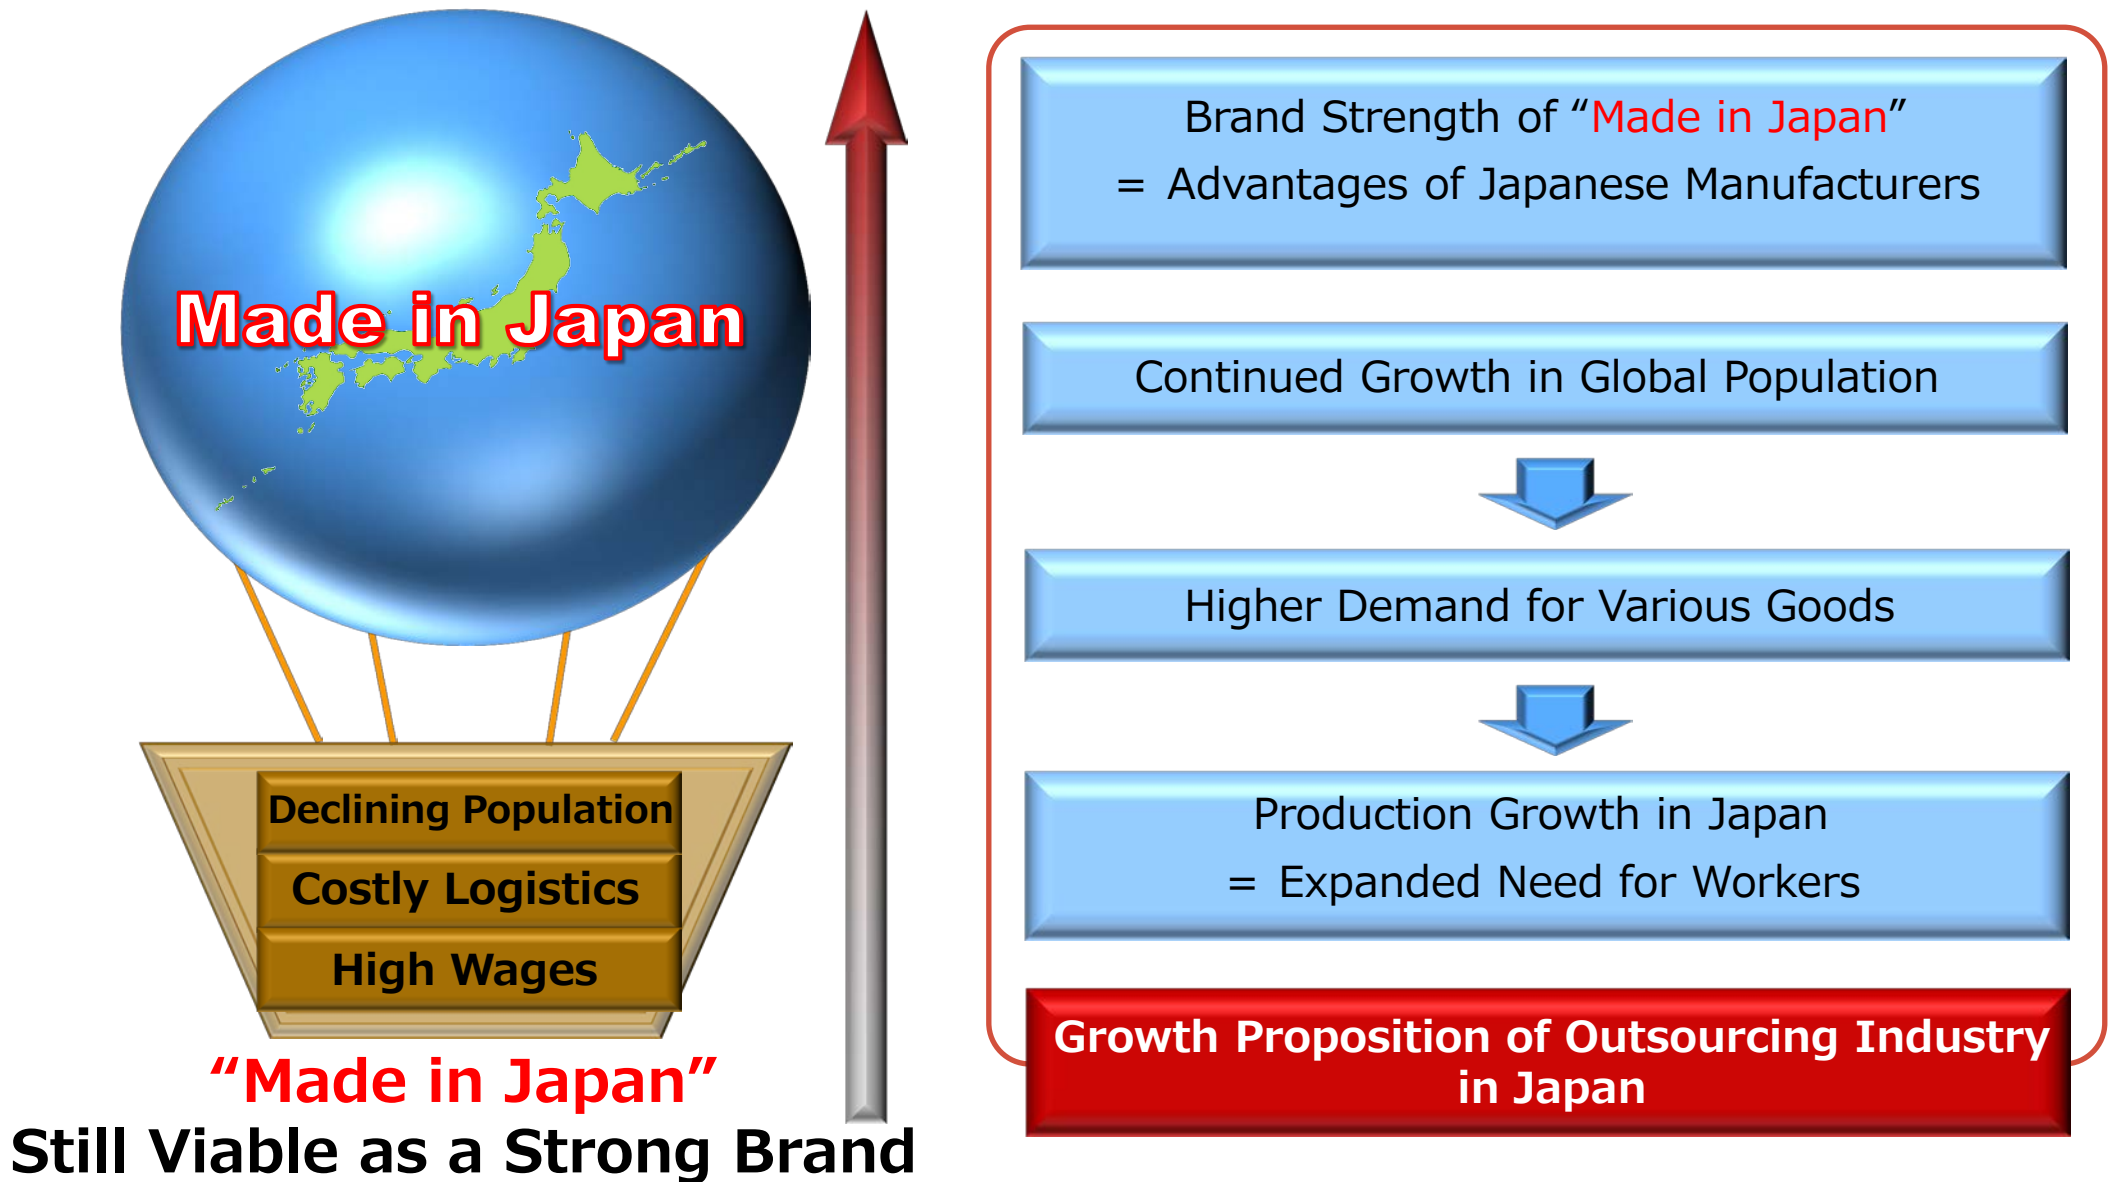 Made in Japan
Declining Population
Costly Logistics
High Wages
“Made in Japan”
Still Viable as a Strong Brand
Brand Strength of “Made in Japan”
= Advantages of Japanese Manufacturers
Continued Growth in Global Population
Higher Demand for Various Goods
Production Growth in Japan
= Expanded Need for Workers
Growth Proposition of Outsourcing Industry
in Japan